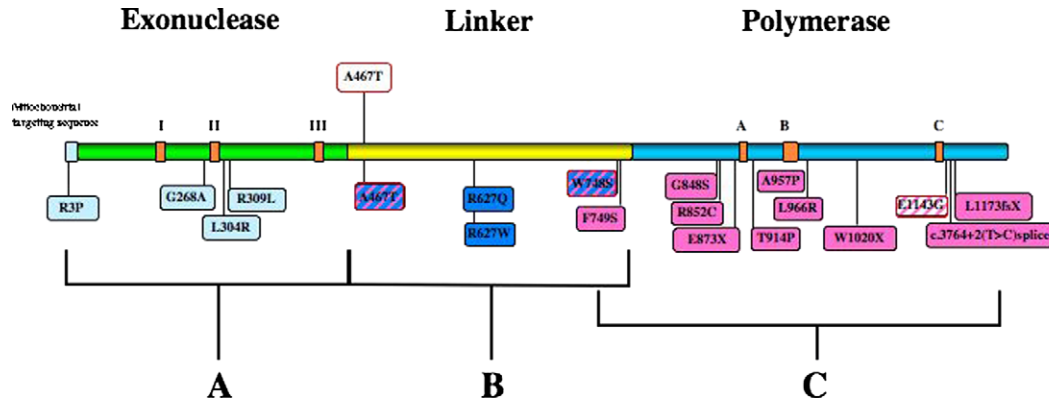 Exonuclease
Linker
Polymerase
A467T
Mitochondrial
targeting sequence
I
II
III
A
B
C
R3P
G268A
R309L
L304R
A467T
R627Q
R627W
W748S
F749S
G848S
R852C
E873X
T914P
A957P
L966R
W1020X
E1143G
L1173fsX
c.3764+2(T>C)splice
A
B
C